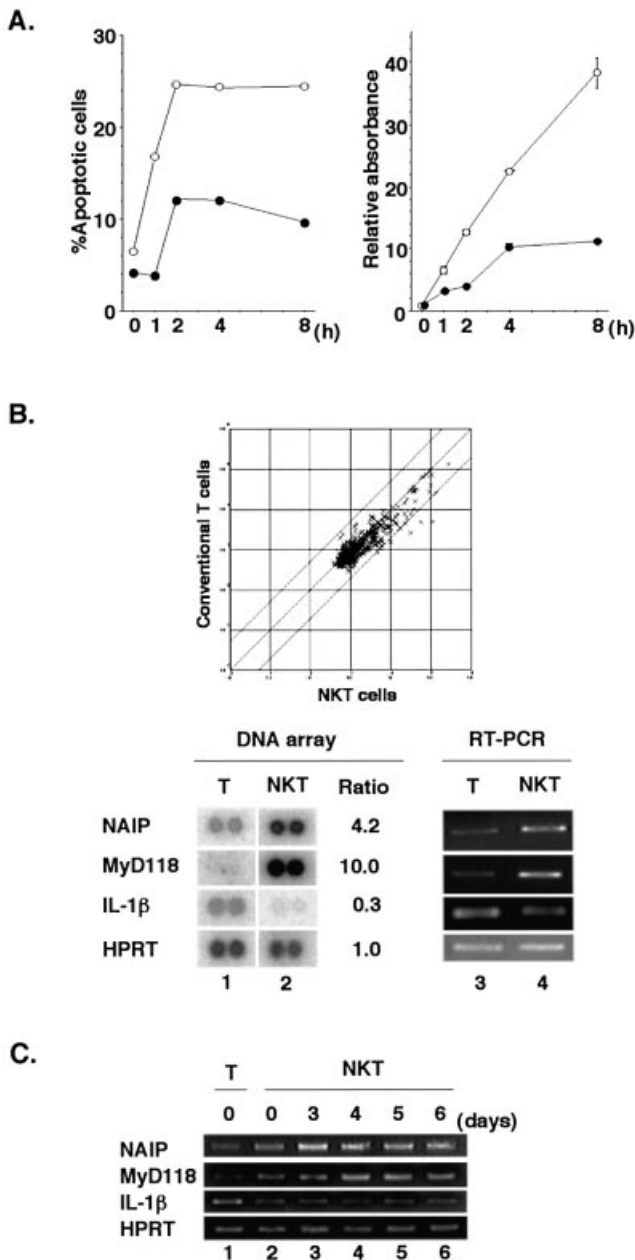 A.
30
20
10
0
%Apoptotic cells
0 1 2 4 8 (h)
40
30
20
10
0
Relative absorbance
0 1 2 4 8 (h)
B.
Conventional T cells
NKT cells
DNA array RT-PCR
T NKT Ratio T NKT
NAIP 4.2
MyD118 10.0
IL-1β 0.3
HPRT 1.0
1 2 3 4
C.
T NKT
0 0 3 4 5 6 (days)
NAIP
MyD118
IL-1β
HPRT
1 2 3 4 5 6